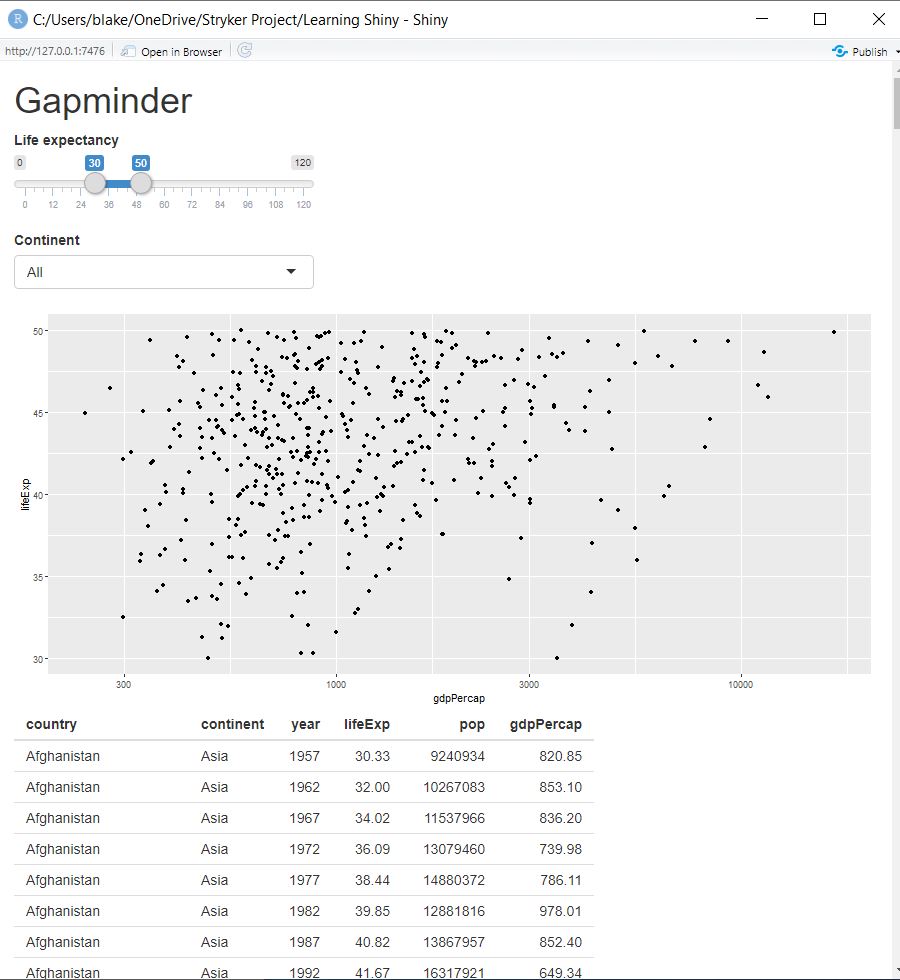 C:/Users/blake/OneDrive/Stryker Project/Learning Shiny - Shiny
http://127.0.0.1:7476 Open in Browser Publish
Gapminder
Life expectancy
0 30 50 120
0 12 24 36 48 60 72 84 96 108 120
Continent
All
50
45
40
35
30
lifeExp
300 1000 3000 10000
gdpPercap
country continent year lifeExp pop gdpPercap
Afghanistan Asia 1957 30.33 9240934 820.85
Afghanistan Asia 1962 32.00 10267083 853.10
Afghanistan Asia 1967 34.02 11537966 836.20
Afghanistan Asia 1972 36.09 13079460 739.98
Afghanistan Asia 1977 38.44 14880372 786.11
Afghanistan Asia 1982 39.85 12881816 978.01
Afghanistan Asia 1987 40.82 13867957 852.40
Afghanistan Asia 1992 41.67 16317921 649.34